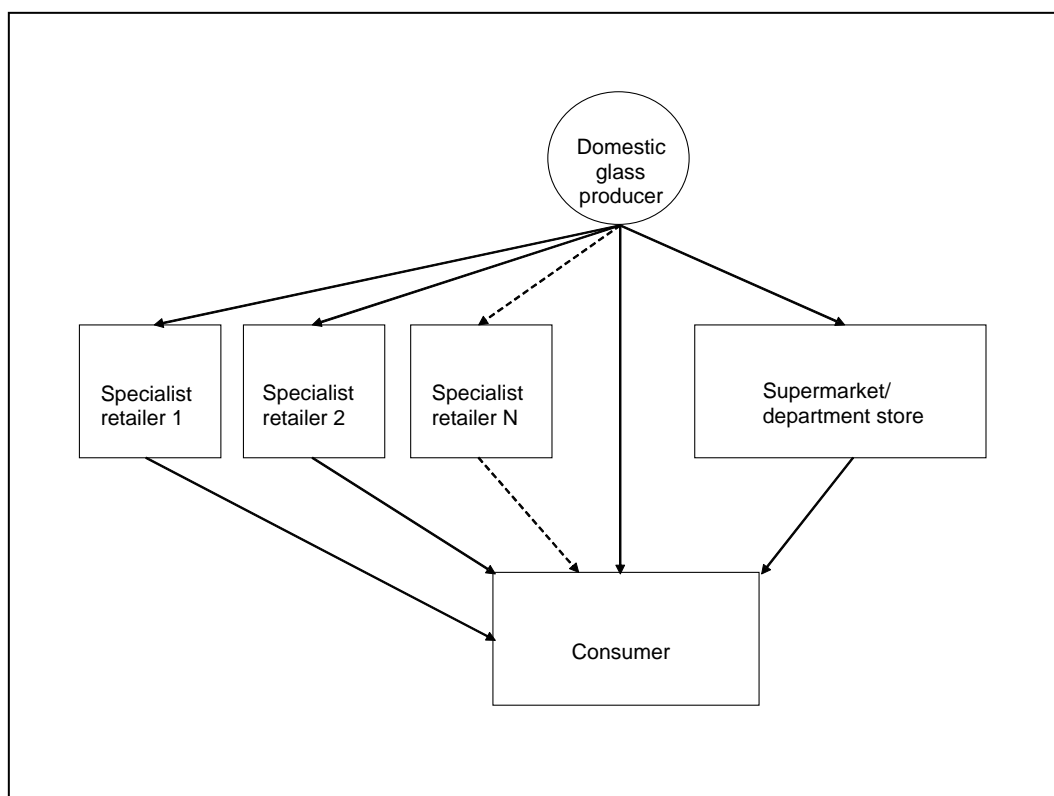 Domestic
glass
producer
Specialist
retailer 1
Specialist
retailer 2
Specialist
retailer N
Supermarket/
department store
Consumer